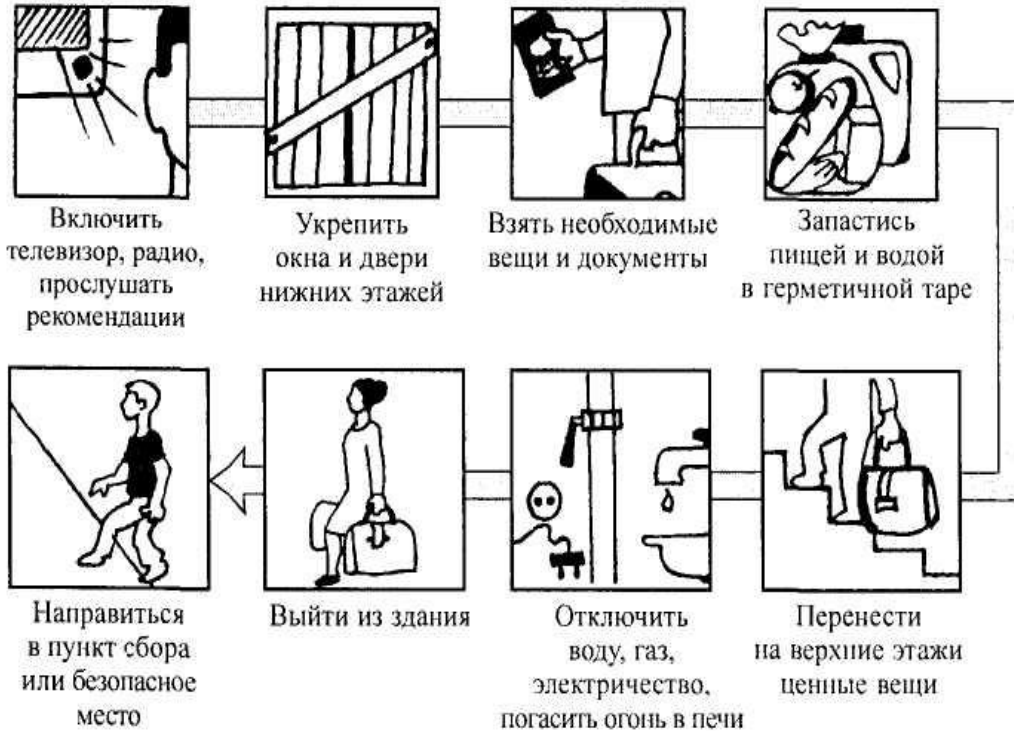 Включить
телевизор, радио,
прослушать
рекомендации
Укрепить
окна и двери
нижних этажей
Взять необходимые
вещи и документы
Запастись
пищей и водой
в герметичной таре
Перенести
на верхние этажи
ценные вещи
Отключить
воду, газ,
электричество,
погасить огонь в печи
Выйти из здания
Направиться
в пункт сбора
или безопасное
место